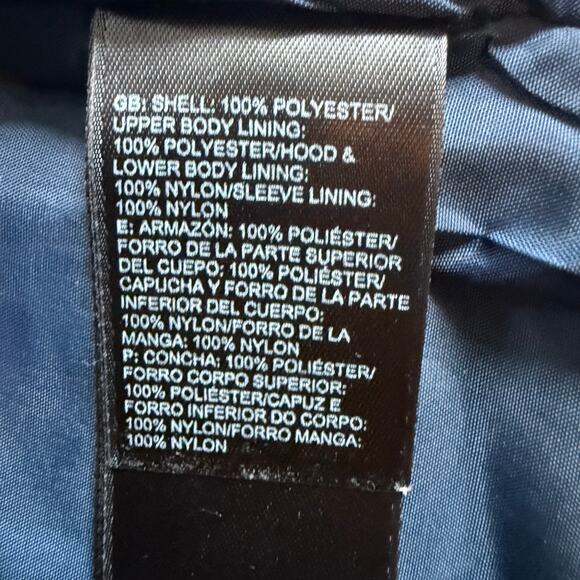 GB: SHELL: 100% POLYESTER/
UPPER BODY LINING:
100% POLYESTER/HOOD &
LOWER BODY LINING:
100% NYLON/SLEEVE LINING:
100% NYLON
E: ARMAZÓN: 100% POLIÉSTER/
FORRO DE LA PARTE SUPERIOR
DEL CUEPO: 100% POLIÉSTER/
CAPUCHA Y FORRO DE LA PARTE
INFERIOR DEL CUERPO:
100% NYLON/FORRO DE LA
MANGA: 100% NYLON
P: CONCHA: 100% POLIÉSTER/
FORRO CORPO SUPERIOR:
100% POLIÉSTER/CAPUZ E
FORRO INFERIOR DO CORPO:
100% NYLON/FORRO MANGA:
100% NYLON